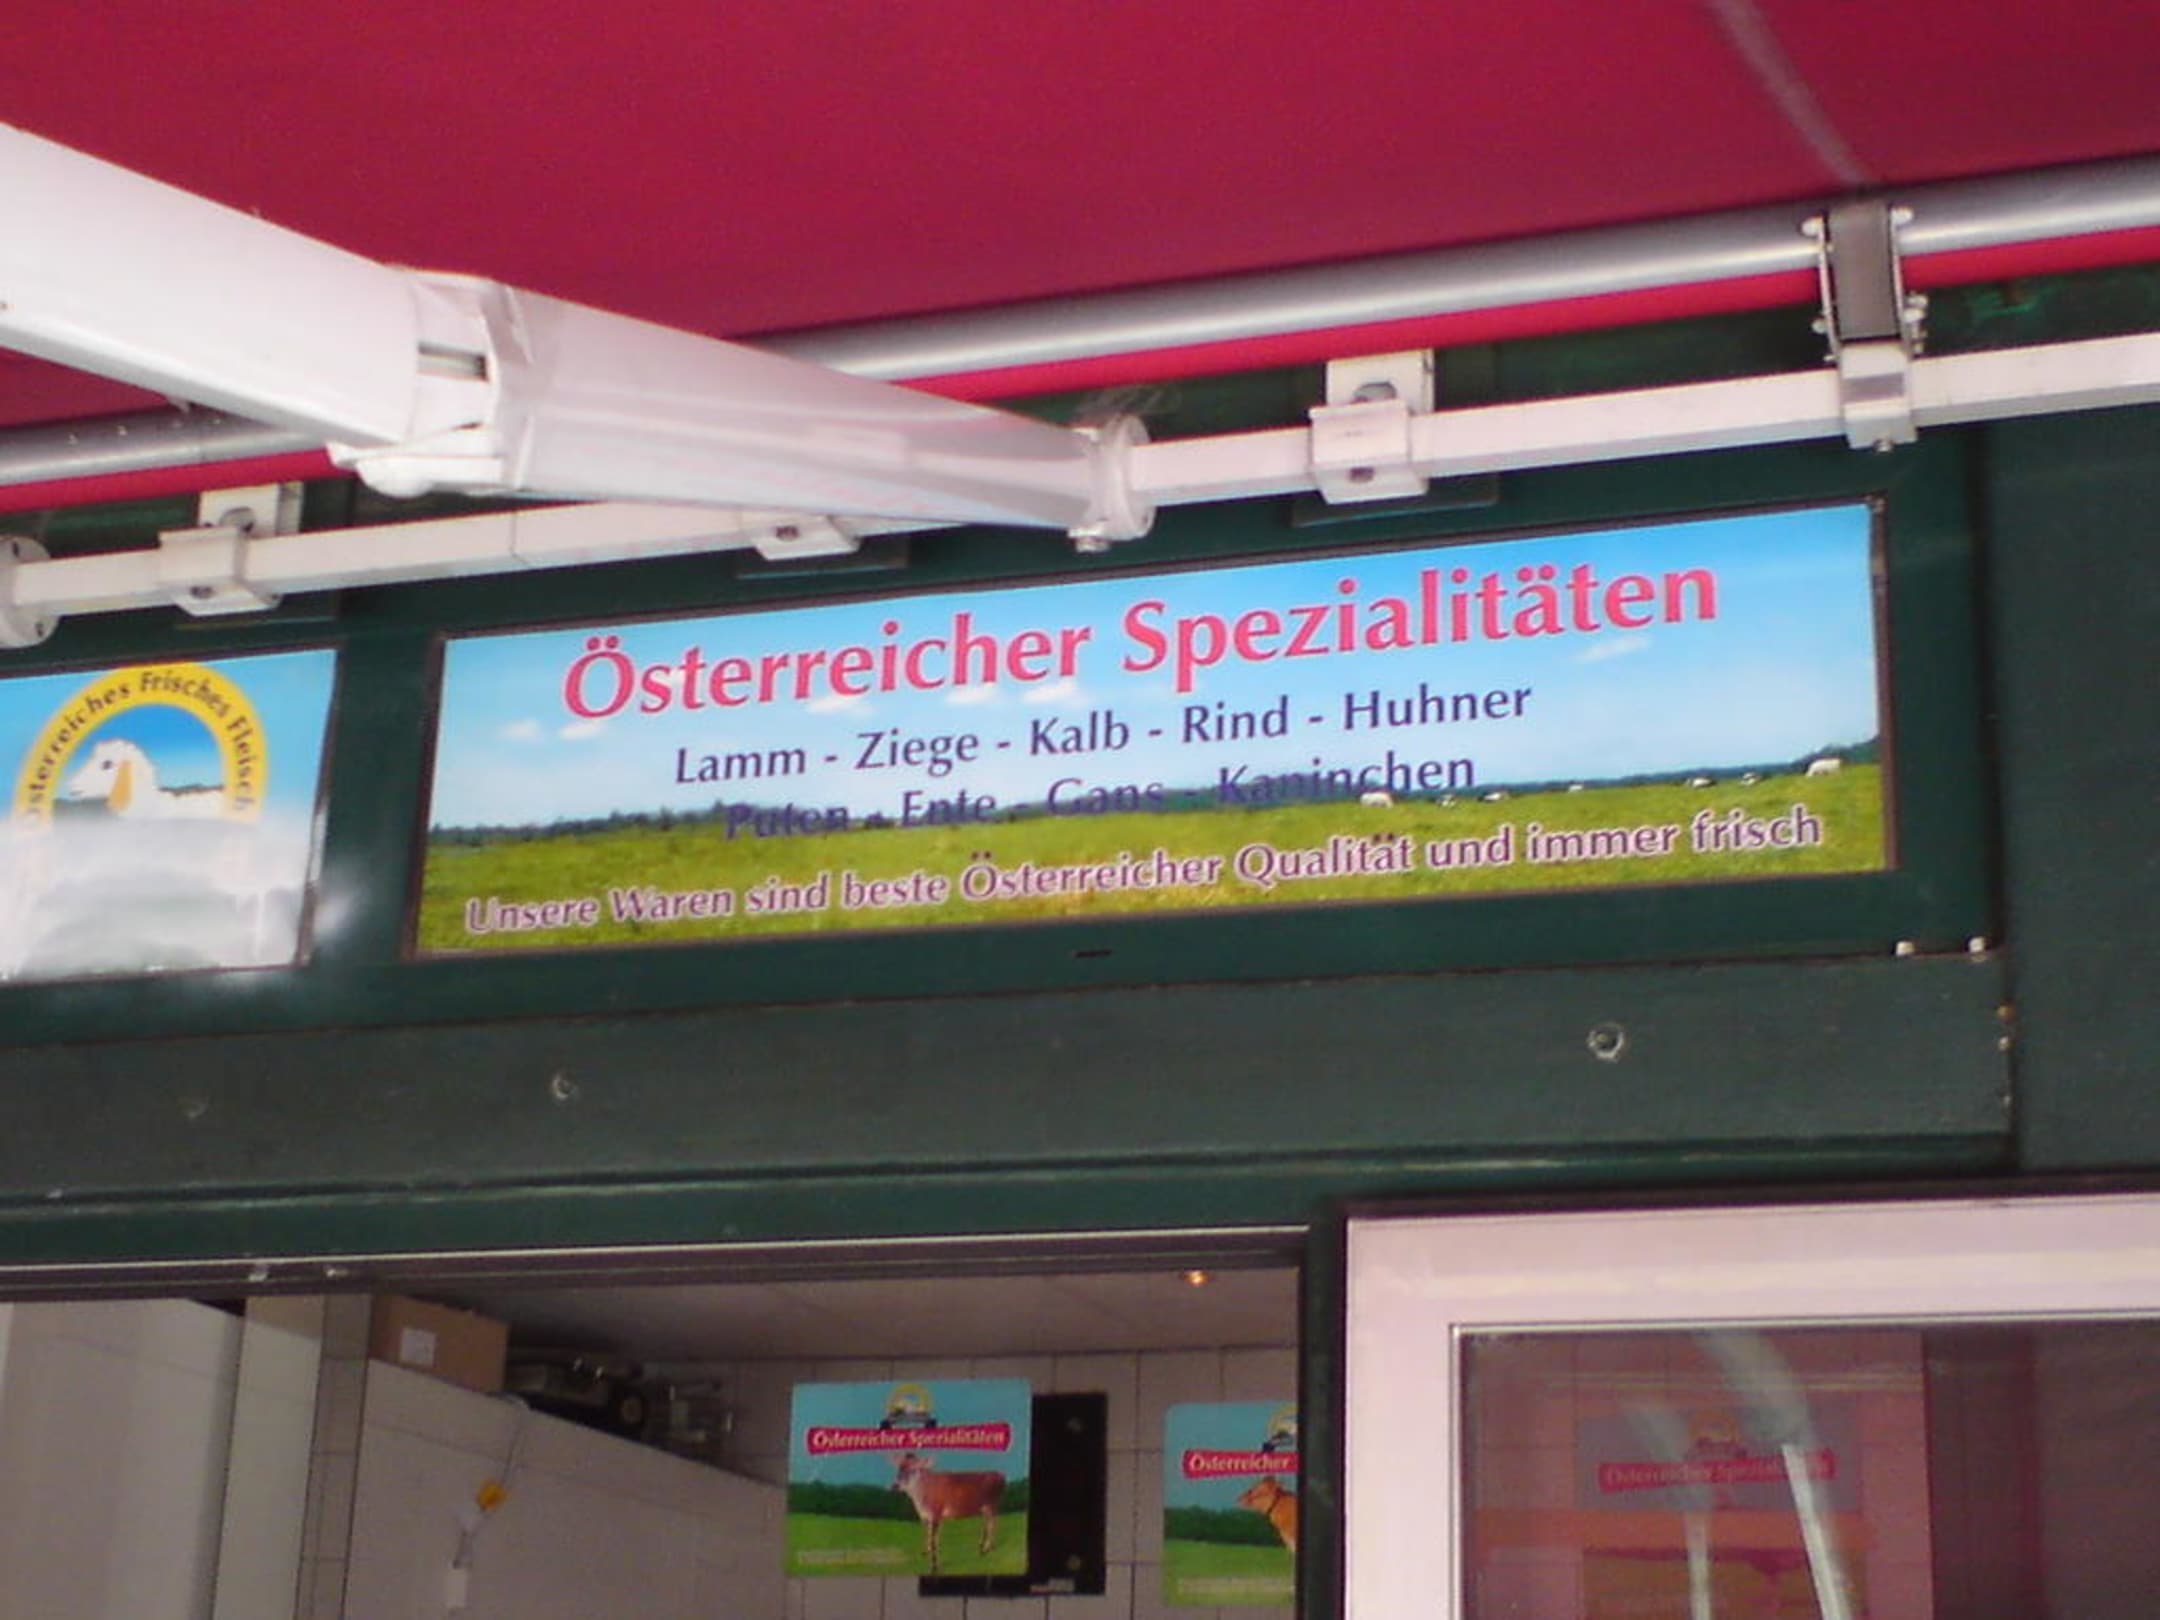 Österreiches Frisches Fleisch
Österreicher Spezialitäten
Lamm - Ziege - Kalb - Rind - Huhner
Puten - Ente - Gans - Kaninchen
Unsere Waren sind beste Österreicher Qualität und immer frisch
Österreicher Spezialitäten
Österreicher
Österreicher Spezialitäten